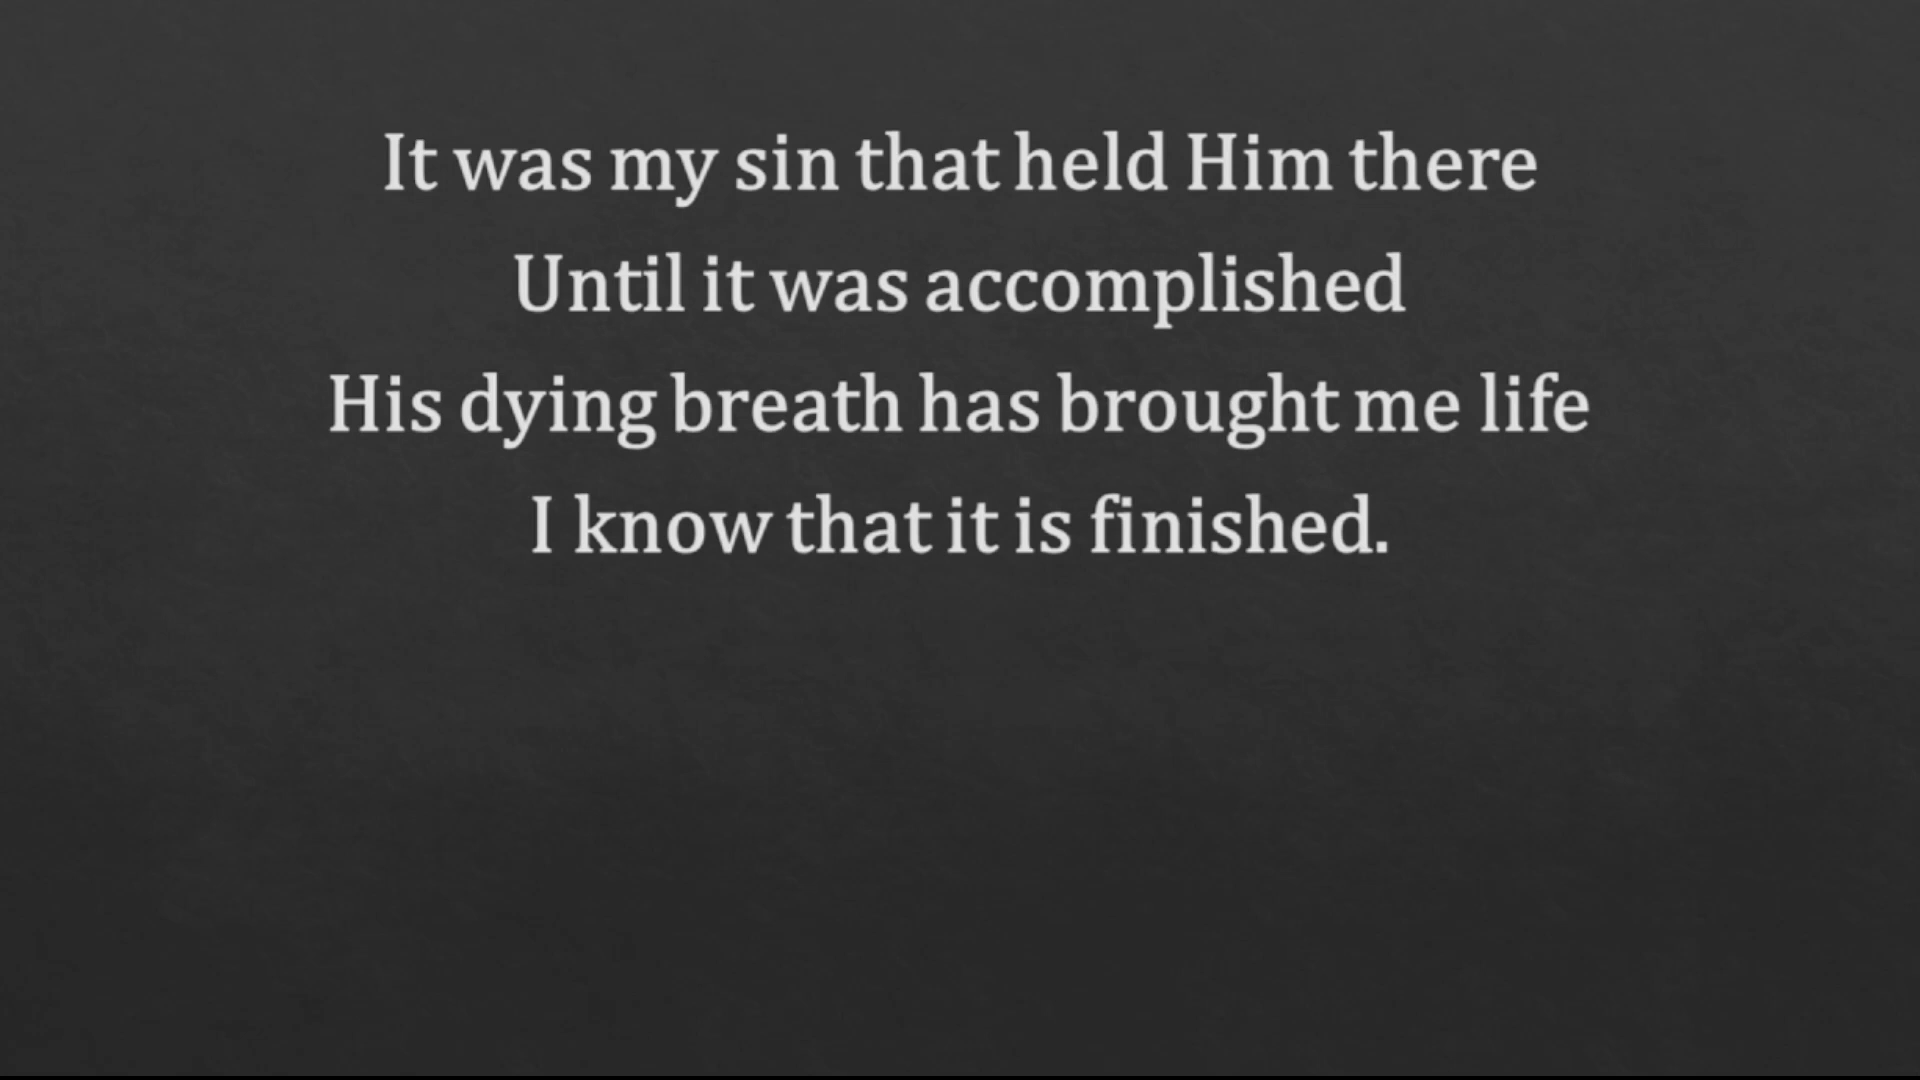 It was my sin that held Him there
Until it was accomplished
His dying breath has brought me life
I know that it is finished.